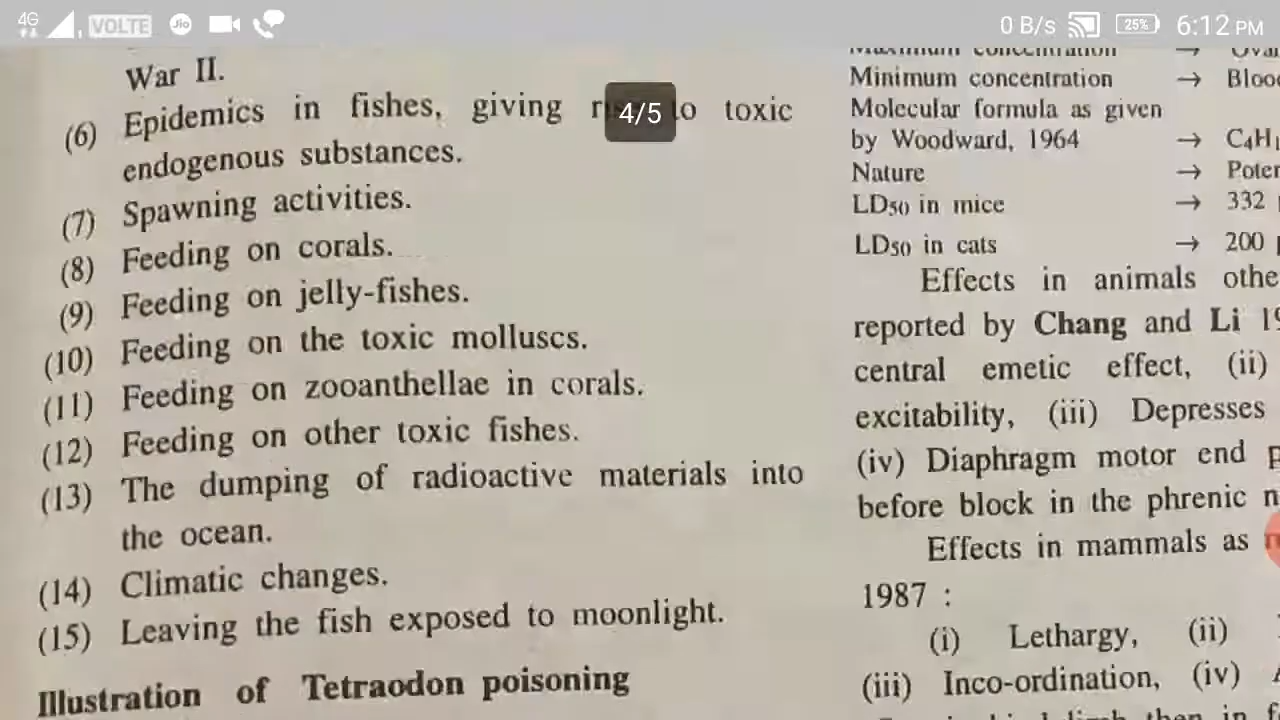 4G VOLTE Jio 0 B/s 25% 6:12 PM
War II.
(6) Epidemics in fishes, giving to toxic
4/5
endogenous substances.
(7) Spawning activities.
(8) Feeding on corals.
(9) Feeding on jelly-fishes.
(10) Feeding on the toxic molluscs.
(11) Feeding on zooanthellae in corals.
(12) Feeding on other toxic fishes.
(13) The dumping of radioactive materials into
the ocean.
(14) Climatic changes.
(15) Leaving the fish exposed to moonlight.
Illustration of Tetraodon poisoning
Maximum concentration →
Minimum concentration →
Molecular formula as given
by Woodward, 1964 →
Nature →
LD50 in mice → 332
LD50 in cats → 200
Effects in animals
reported by Chang and Li
central emetic effect, (ii)
excitability, (iii) Depresses
(iv) Diaphragm motor end
before block in the phrenic
Effects in mammals as
1987 :
(i) Lethargy, (ii)
(iii) Inco-ordination, (iv)